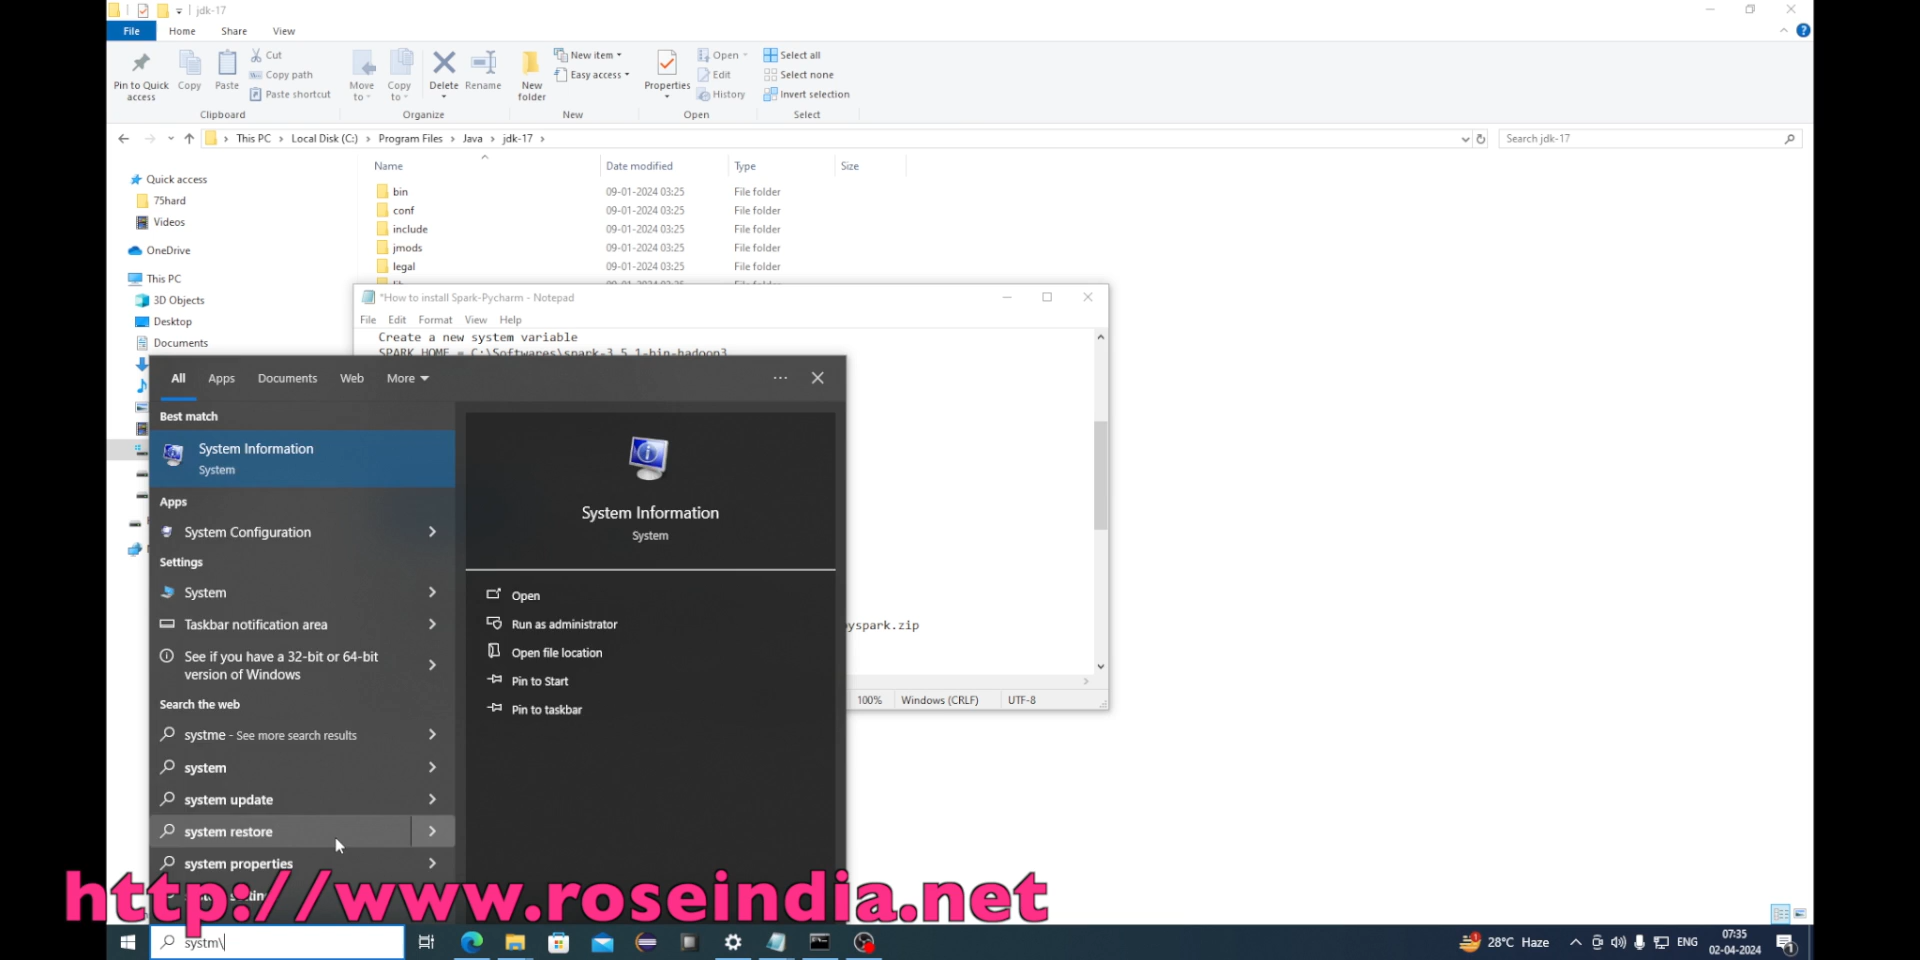 jdk-17
File Home Share View
Pin to Quick access
Copy
Paste
Cut
Copy path
Paste shortcut
Move to
Copy to
Delete
Rename
New folder
New item
Easy access
Properties
Open
Edit
History
Select all
Select none
Invert selection
Clipboard Organize New Open Select
This PC > Local Disk (C:) > Program Files > Java > jdk-17 >
Search jdk-17
Name Date modified Type Size
bin 09-01-2024 03:25 File folder
conf 09-01-2024 03:25 File folder
include 09-01-2024 03:25 File folder
jmods 09-01-2024 03:25 File folder
legal 09-01-2024 03:25 File folder
Quick access
75hard
Videos
OneDrive
This PC
3D Objects
Desktop
Documents
*How to install Spark-Pycharm - Notepad
File Edit Format View Help
Create a new system variable
SPARK_HOME = C:\Softwares\spark-3.5.1-bin-hadoop3
pyspark.zip
100% Windows (CRLF) UTF-8
All Apps Documents Web More
Best match
System Information
System
Apps
System Configuration
Settings
System
Taskbar notification area
See if you have a 32-bit or 64-bit
version of Windows
Search the web
systme - See more search results
system
system update
system restore
system properties
System Information
System
Open
Run as administrator
Open file location
Pin to Start
Pin to taskbar
http://www.roseindia.net
systm\
28°C Haze
ENG
07:35
02-04-2024